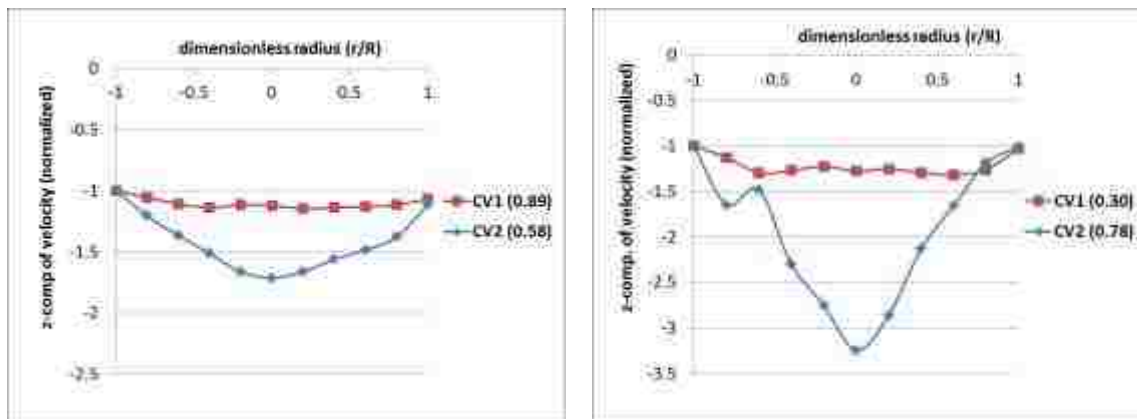 dimensionless radius (r/R)
0
-1 -0.5 0 0.5 1
-0.5
-1
-1.5
-2
-2.5
z-comp of velocity (normalized)
CV1 (0.89)
CV2 (0.58)
dimensionless radius (r/R)
0
-1 -0.5 0 0.5 1
-0.5
-1
-1.5
-2
-2.5
-3
-3.5
z-comp. of velocity (normalized)
CV1 (0.30)
CV2 (0.78)